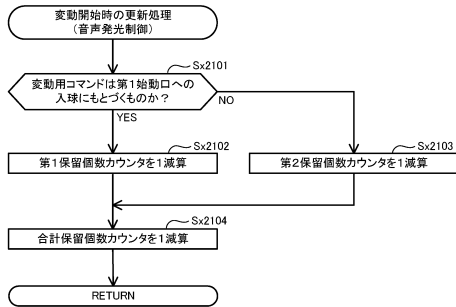 変動開始時の更新処理
（音声発光制御）
Sx2101
変動用コマンドは第1始動口への
入球にもとづくものか？
NO
YES
Sx2102
第1保留個数カウンタを1減算
Sx2103
第2保留個数カウンタを1減算
Sx2104
合計保留個数カウンタを1減算
RETURN